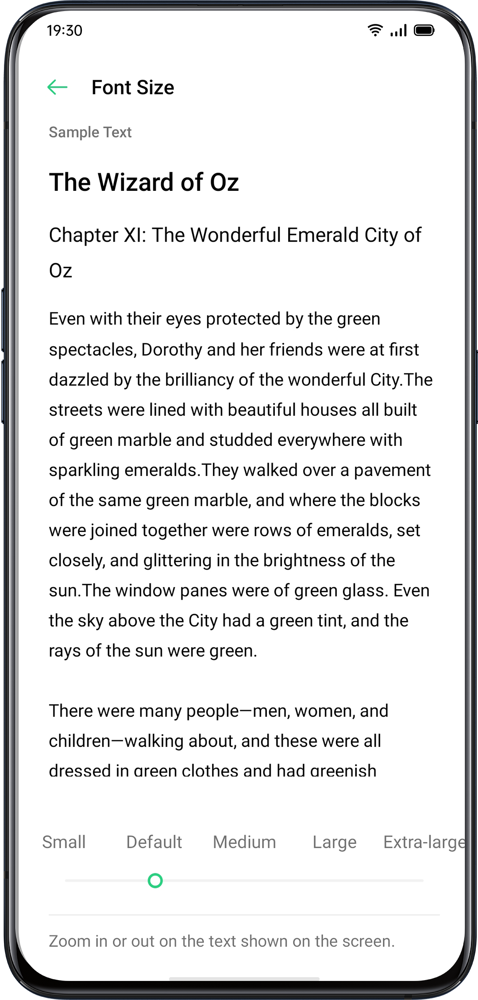 19:30
Font Size
Sample Text
The Wizard of Oz
Chapter XI: The Wonderful Emerald City of
Oz
Even with their eyes protected by the green
spectacles, Dorothy and her friends were at first
dazzled by the brilliancy of the wonderful City.The
streets were lined with beautiful houses all built
of green marble and studded everywhere with
sparkling emeralds.They walked over a pavement
of the same green marble, and where the blocks
were joined together were rows of emeralds, set
closely, and glittering in the brightness of the
sun.The window panes were of green glass. Even
the sky above the City had a green tint, and the
rays of the sun were green.
There were many people—men, women, and
children—walking about, and these were all
dressed in green clothes and had greenish
Small Default Medium Large Extra-large
Zoom in or out on the text shown on the screen.